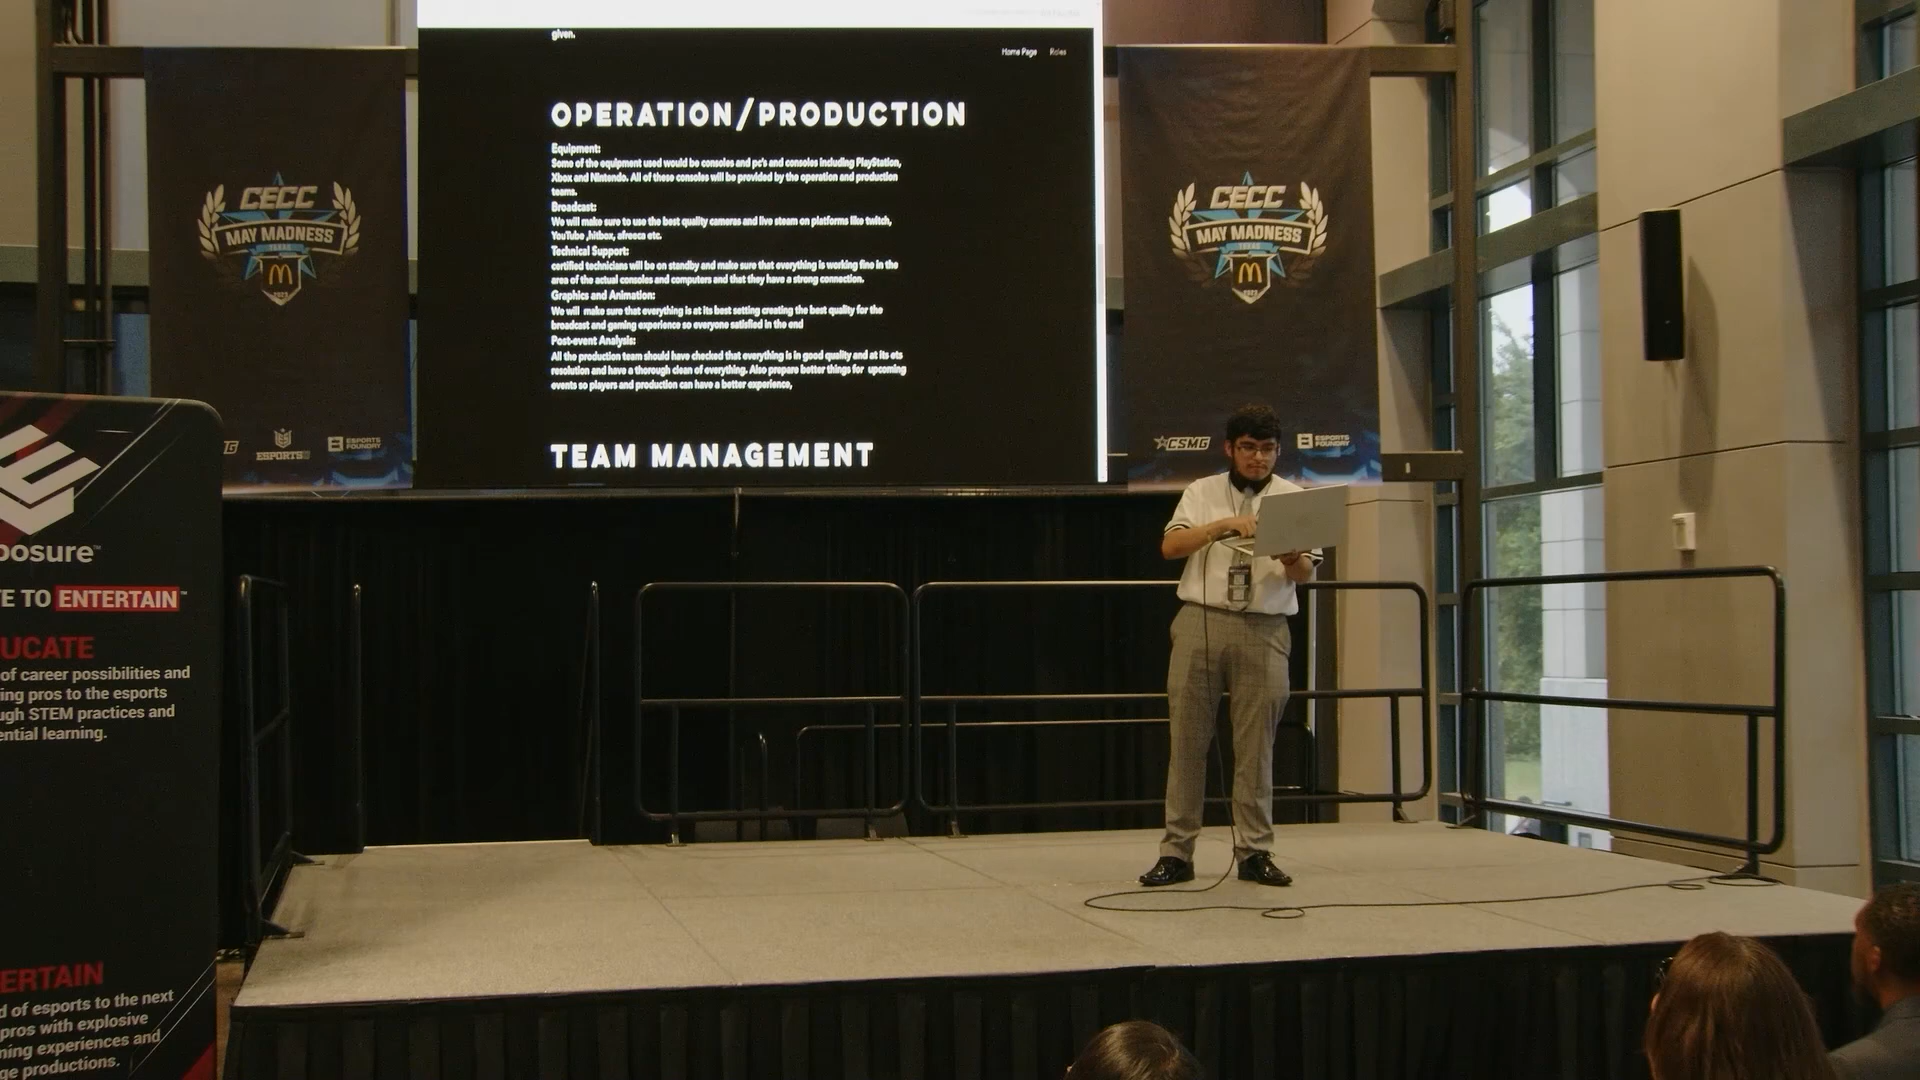 given.
Home Page Roles
OPERATION/PRODUCTION
Equipment:
Some of the equipment used would be consoles and pc's and consoles including PlayStation,
Xbox and Nintendo. All of these consoles will be provided by the operation and production
teams.
Broadcast:
We will make sure to use the best quality cameras and live steam on platforms like twitch,
YouTube ,hitbox, afreeca etc.
Technical Support:
certified technicians will be on standby and make sure that everything is working fine in the
area of the actual consoles and computers and that they have a strong connection.
Graphics and Animation:
We will make sure that everything is at its best setting creating the best quality for the
broadcast and gaming experience so everyone satisfied in the end
Post-event Analysis:
All the production team should have checked that everything is in good quality and at its ets
resolution and have a thorough clean of everything. Also prepare better things for upcoming
events so players and production can have a better experience,
TEAM MANAGEMENT
CECC
MAY MADNESS
TEXAS
2023
G
ESPORTSU
ESPORTS
FOUNDRY
CECC
MAY MADNESS
TEXAS
2023
CSMG
ESPORTS
FOUNDRY
posure™
E TO ENTERTAIN™
UCATE
of career possibilities and
ing pros to the esports
ugh STEM practices and
ential learning.
ERTAIN
d of esports to the next
pros with explosive
ning experiences and
ge productions.